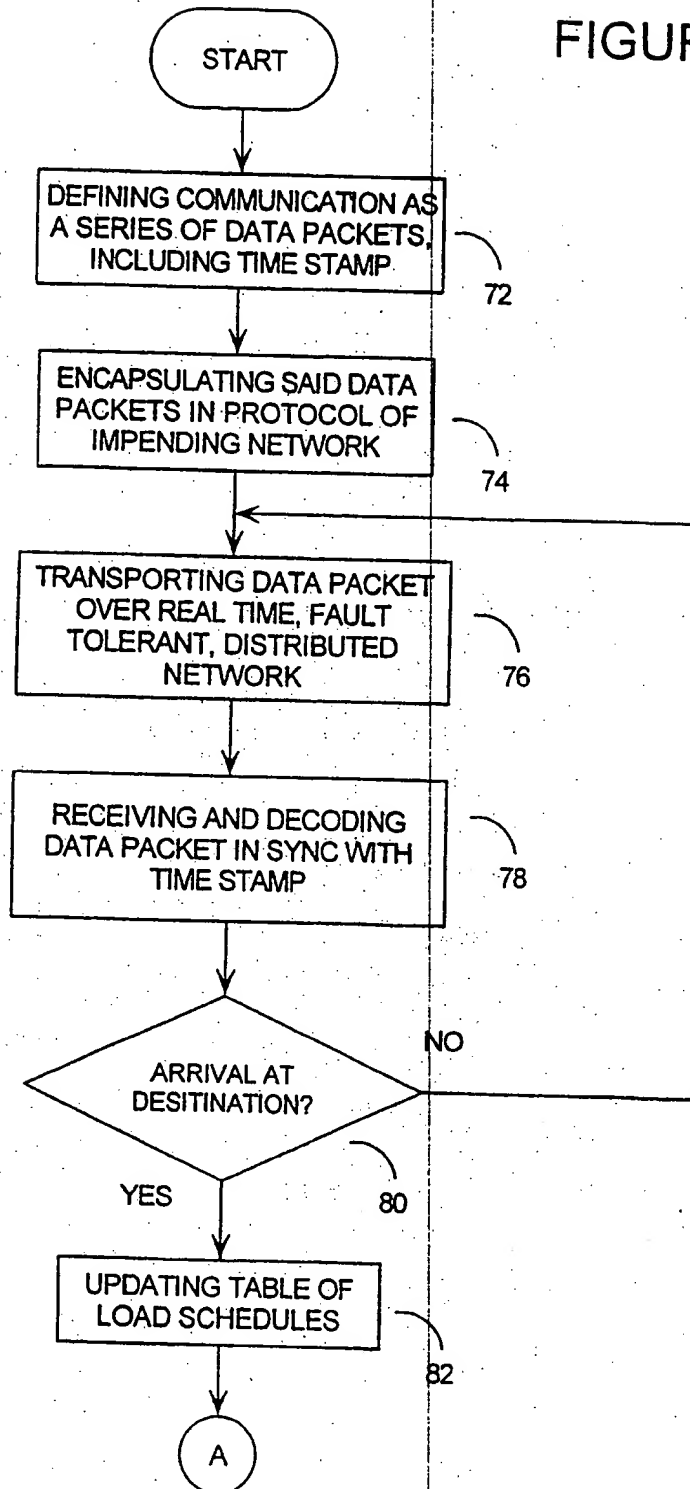 FIGUR
START
DEFINING COMMUNICATION AS
A SERIES OF DATA PACKETS,
INCLUDING TIME STAMP
72
ENCAPSULATING SAID DATA
PACKETS IN PROTOCOL OF
IMPENDING NETWORK
74
TRANSPORTING DATA PACKET
OVER REAL TIME, FAULT
TOLERANT, DISTRIBUTED
NETWORK
76
RECEIVING AND DECODING
DATA PACKET IN SYNC WITH
TIME STAMP
78
NO
ARRIVAL AT
DESITINATION?
80
YES
UPDATING TABLE OF
LOAD SCHEDULES
82
A